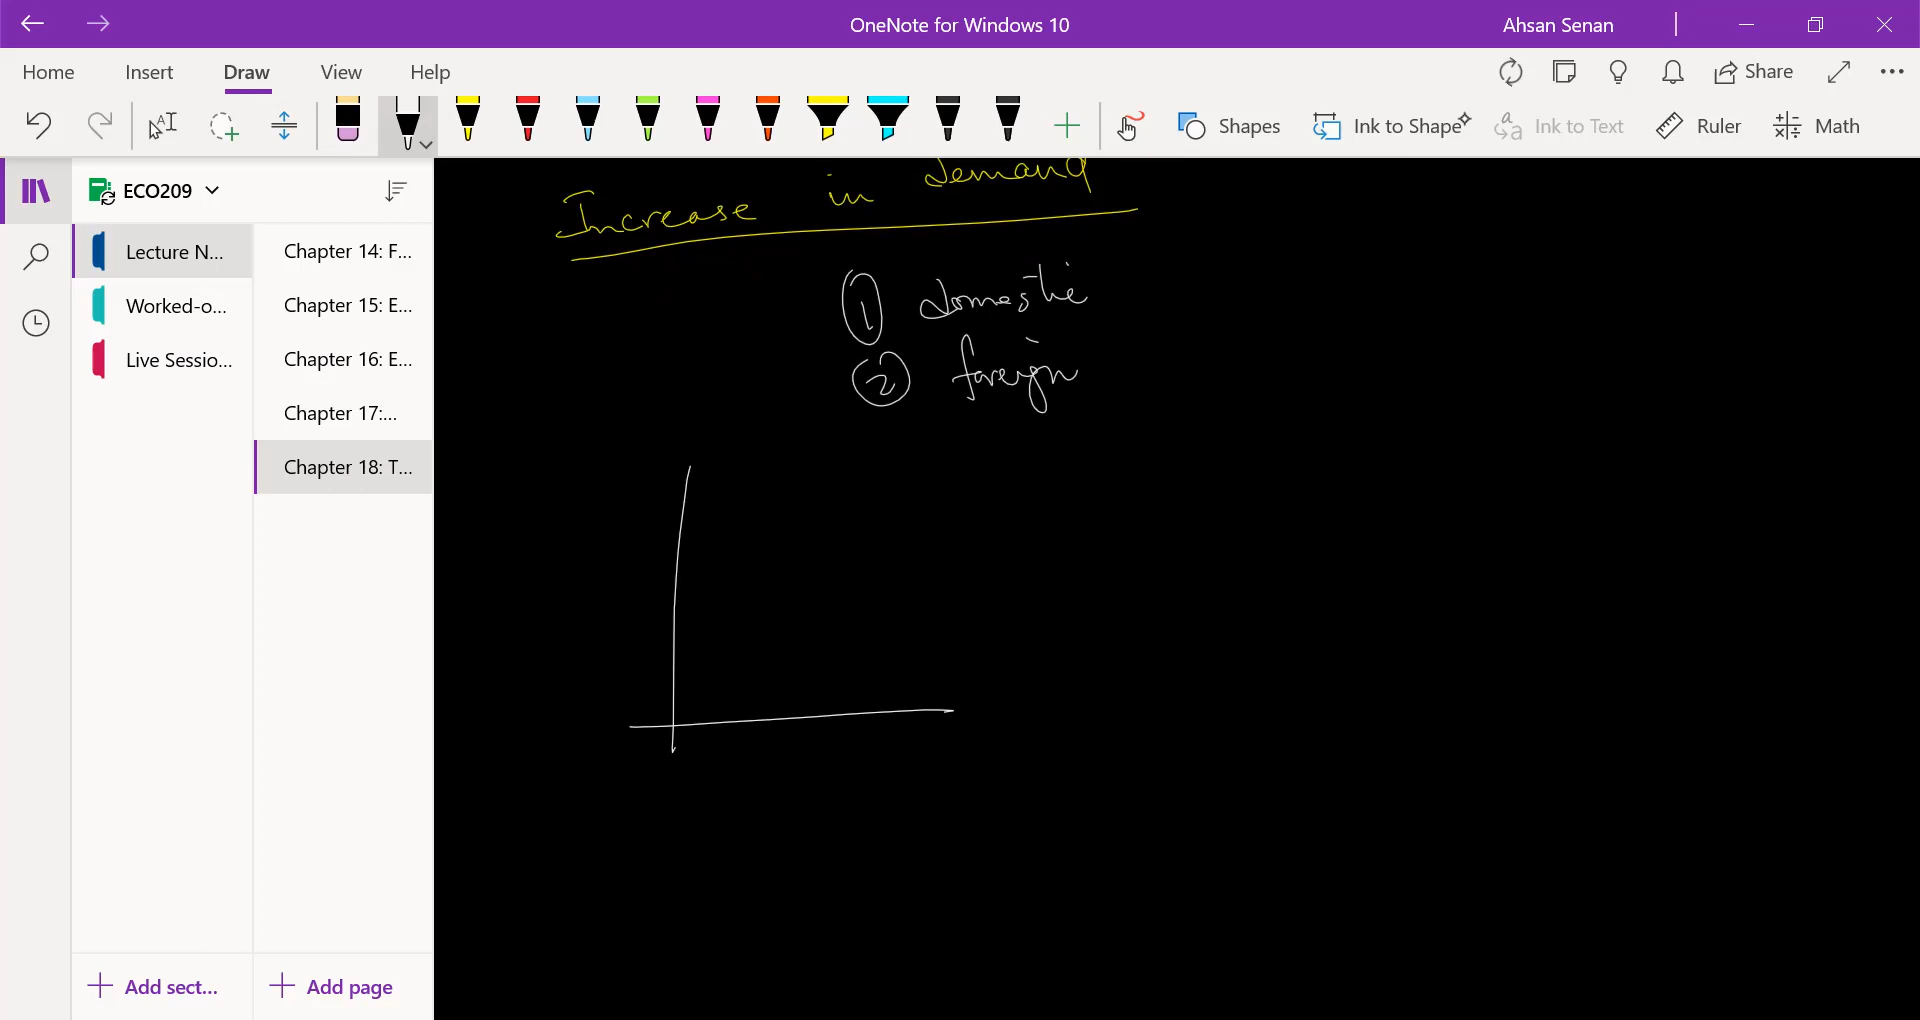 OneNote for Windows 10
Ahsan Senan
Home Insert Draw View Help
Share
Shapes Ink to Shape Ink to Text Ruler Math
ECO209
Lecture N...
Worked-o...
Live Sessio...
Chapter 14: F...
Chapter 15: E...
Chapter 16: E...
Chapter 17:...
Chapter 18: T...
Increase in demand
① domestic
② foreign
Add sect...
Add page